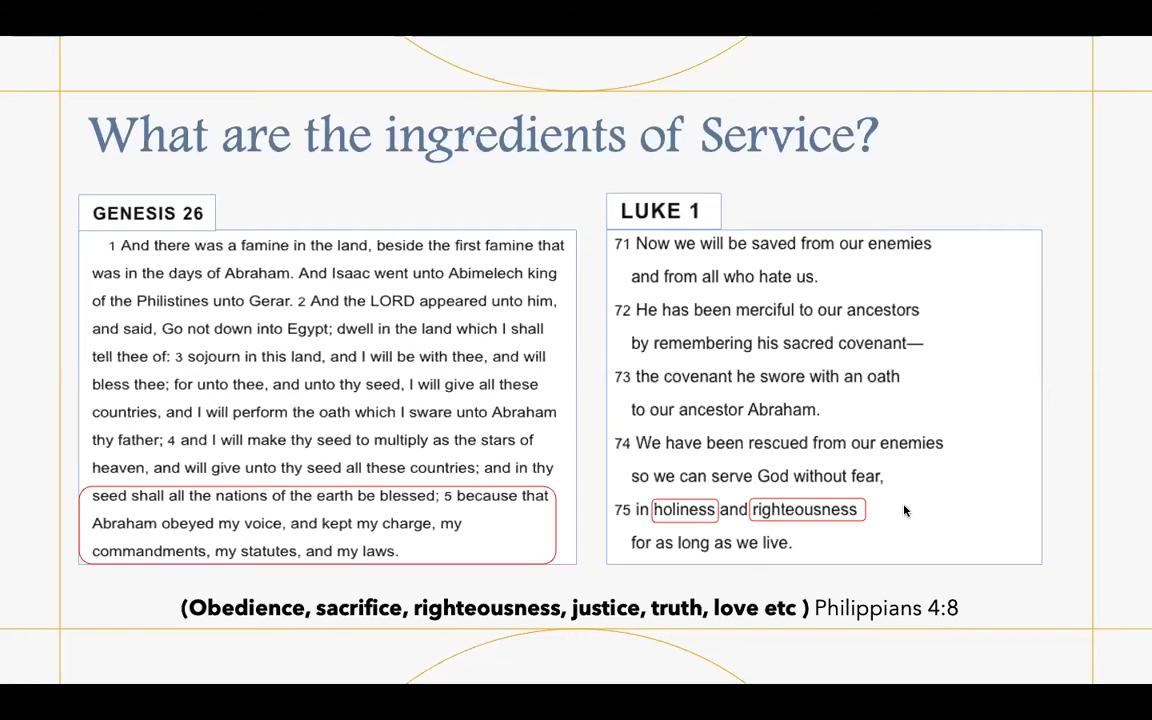 What are the ingredients of Service?
GENESIS 26
1 And there was a famine in the land, beside the first famine that
was in the days of Abraham. And Isaac went unto Abimelech king
of the Philistines unto Gerar. 2 And the LORD appeared unto him,
and said, Go not down into Egypt; dwell in the land which I shall
tell thee of: 3 sojourn in this land, and I will be with thee, and will
bless thee; for unto thee, and unto thy seed, I will give all these
countries, and I will perform the oath which I sware unto Abraham
thy father; 4 and I will make thy seed to multiply as the stars of
heaven, and will give unto thy seed all these countries; and in thy
seed shall all the nations of the earth be blessed; 5 because that
Abraham obeyed my voice, and kept my charge, my
commandments, my statutes, and my laws.
LUKE 1
71 Now we will be saved from our enemies
and from all who hate us.
72 He has been merciful to our ancestors
by remembering his sacred covenant—
73 the covenant he swore with an oath
to our ancestor Abraham.
74 We have been rescued from our enemies
so we can serve God without fear,
75 in holiness and righteousness
for as long as we live.
(Obedience, sacrifice, righteousness, justice, truth, love etc ) Philippians 4:8